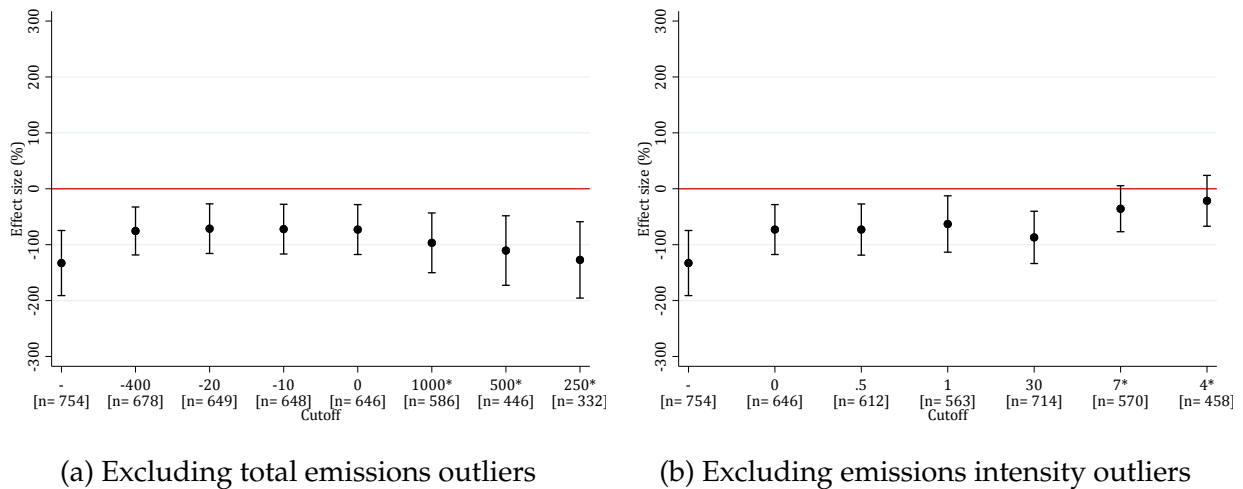 300
200
100
0
-100
-200
-300
Effect size (%)
- -400 -20 -10 0 1000* 500* 250*
[n= 754] [n= 678] [n= 649] [n= 648] [n= 646] [n= 586] [n= 446] [n= 332]
Cutoff
(a) Excluding total emissions outliers
300
200
100
0
-100
-200
-300
Effect size (%)
- 0 .5 1 30 7* 4*
[n= 754] [n= 646] [n= 612] [n= 563] [n= 714] [n= 570] [n= 458]
Cutoff
(b) Excluding emissions intensity outliers